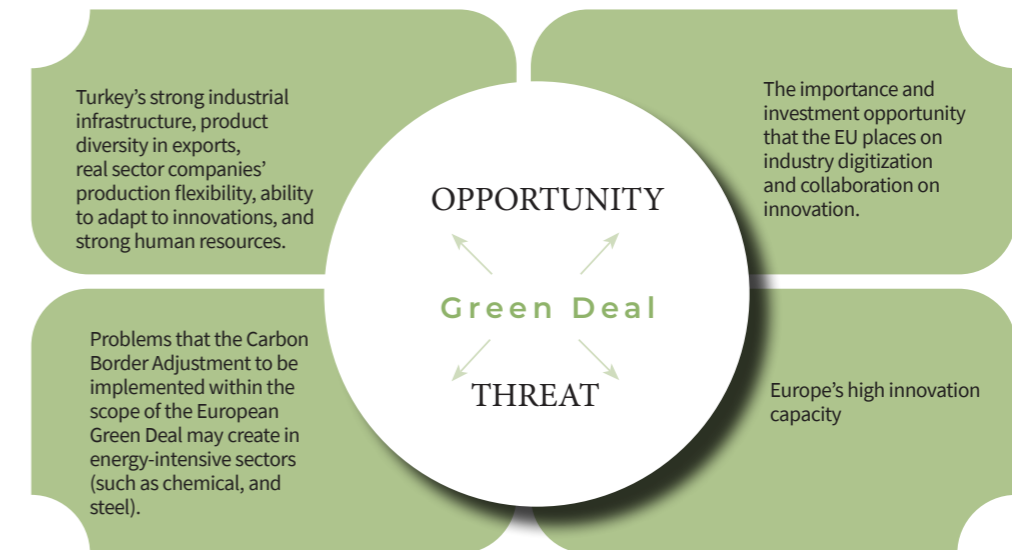 Turkey's strong industrial
infrastructure, product
diversity in exports,
real sector companies'
production flexibility, ability
to adapt to innovations, and
strong human resources.
The importance and
investment opportunity
that the EU places on
industry digitization
and collaboration on
innovation.
OPPORTUNITY
Green Deal
THREAT
Problems that the Carbon
Border Adjustment to be
implemented within the
scope of the European
Green Deal may create in
energy-intensive sectors
(such as chemical, and
steel).
Europe's high innovation
capacity